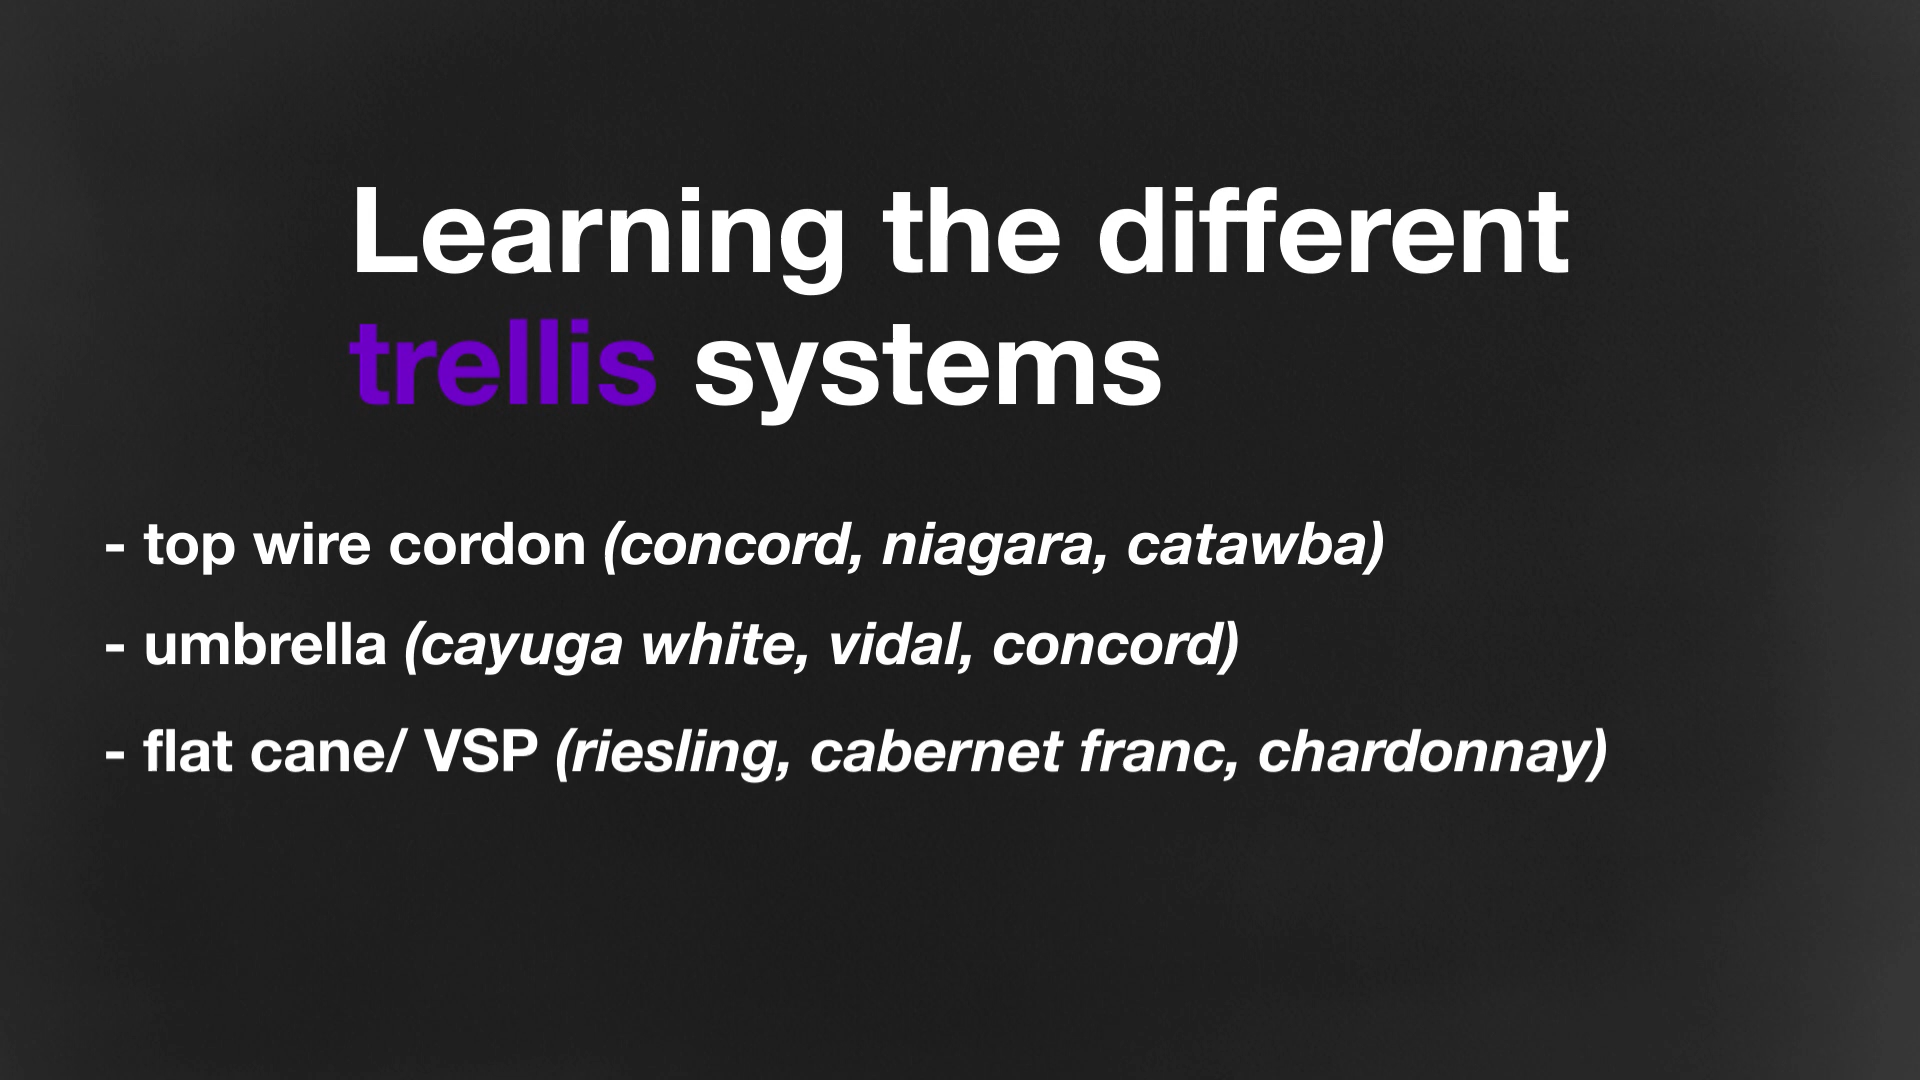 Learning the different
trellis systems
- top wire cordon (concord, niagara, catawba)
- umbrella (cayuga white, vidal, concord)
- flat cane/ VSP (riesling, cabernet franc, chardonnay)